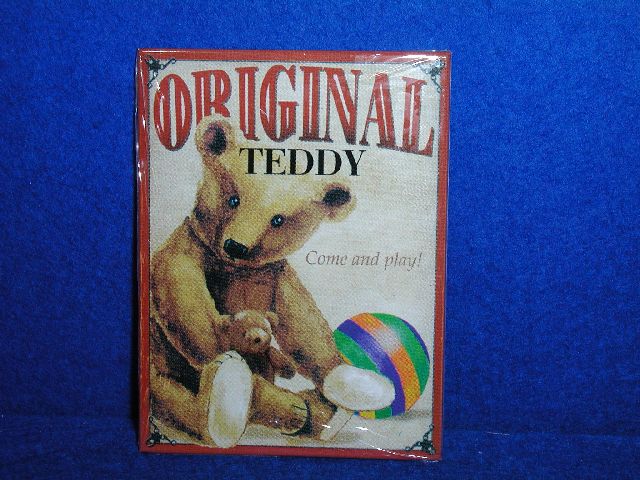 ORIGINAL
TEDDY
Come and play!